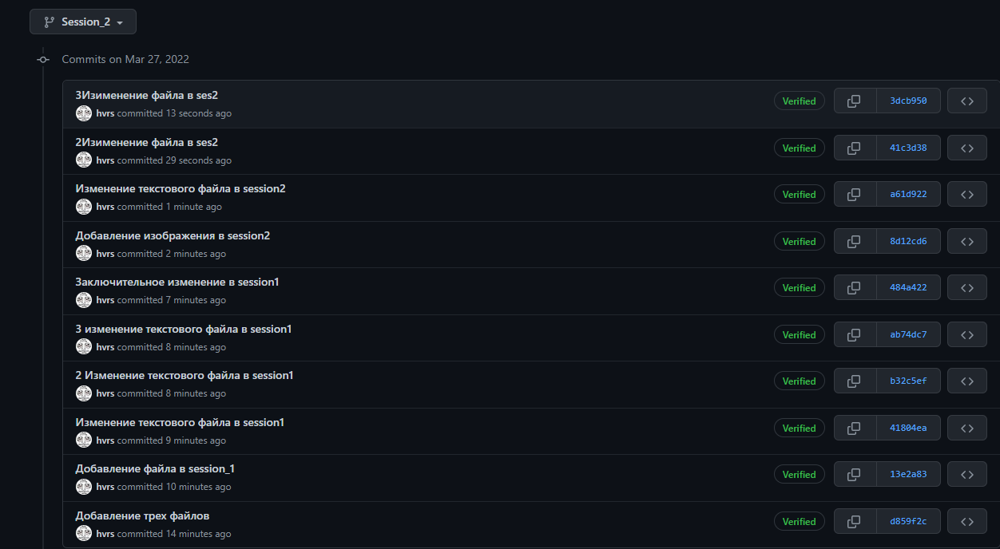 Session_2
Commits on Mar 27, 2022
3Изименение файла в ses2
Verified
3dcb950
hvrs committed 13 seconds ago
2Изименение файла в ses2
Verified
41c3d38
hvrs committed 29 seconds ago
Изменение текстового файла в session2
Verified
a61d922
hvrs committed 1 minute ago
Добавление изображения в session2
Verified
8d12cd6
hvrs committed 2 minutes ago
Заключительное изменение в session1
Verified
484a422
hvrs committed 7 minutes ago
3 изменение текстового файла в session1
Verified
ab74dc7
hvrs committed 8 minutes ago
2 Изменение текстового файла в session1
Verified
b32c5ef
hvrs committed 8 minutes ago
Изменение текстового файла в session1
Verified
41804ea
hvrs committed 9 minutes ago
Добавление файла в session_1
Verified
13e2a83
hvrs committed 10 minutes ago
Добавление трех файлов
Verified
d859f2c
hvrs committed 14 minutes ago